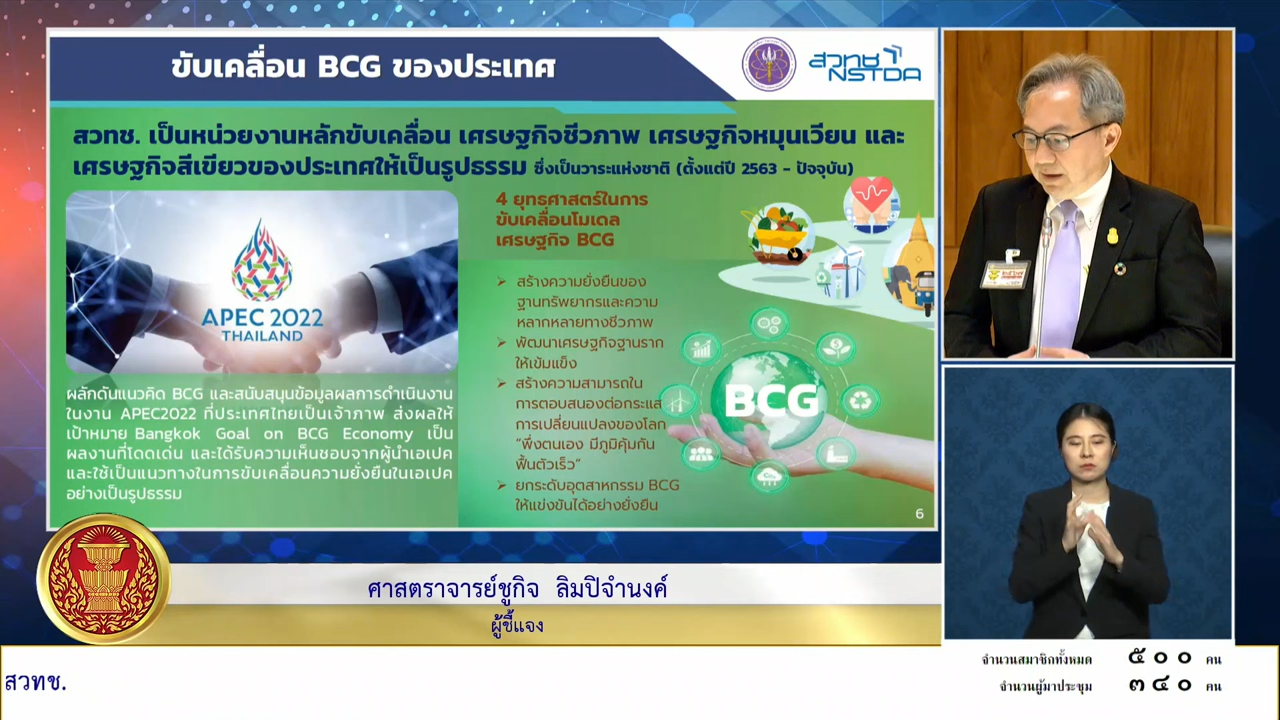 ขับเคลื่อน BCG ของประเทศ
สวทช
NSTDA
สวทช. เป็นหน่วยงานหลักขับเคลื่อน เศรษฐกิจชีวภาพ เศรษฐกิจหมุนเวียน และ
เศรษฐกิจสีเขียวของประเทศให้เป็นรูปธรรม ซึ่งเป็นวาระแห่งชาติ (ตั้งแต่ปี 2563 - ปัจจุบัน)
APEC 2022
THAILAND
ผลักดันแนวคิด BCG และสนับสนุนข้อมูลผลการดำเนินงาน
ในงาน APEC2022 ที่ประเทศไทยเป็นเจ้าภาพ ส่งผลให้
เป้าหมาย Bangkok Goal on BCG Economy เป็น
ผลงานที่โดดเด่น และได้รับความเห็นชอบจากผู้นำเอเปค
และใช้เป็นแนวทางในการขับเคลื่อนความยั่งยืนในเอเปค
อย่างเป็นรูปธรรม
4 ยุทธศาสตร์ในการ
ขับเคลื่อนโมเดล
เศรษฐกิจ BCG
➢ สร้างความยั่งยืนของ
ฐานทรัพยากรและความ
หลากหลายทางชีวภาพ
➢ พัฒนาเศรษฐกิจฐานราก
ให้เข้มแข็ง
➢ สร้างความสามารถใน
การตอบสนองต่อกระแส
การเปลี่ยนแปลงของโลก
"พึ่งตนเอง มีภูมิคุ้มกัน
ฟื้นตัวเร็ว"
➢ ยกระดับอุตสาหกรรม BCG
ให้แข่งขันได้อย่างยั่งยืน
BCG
6
ศาสตราจารย์ชูกิจ ลิมปิจำนงค์
ผู้ชี้แจง
จำนวนสมาชิกทั้งหมด ๕๐๐ คน
จำนวนผู้มาประชุม ๓๔๐ คน
สวทช.